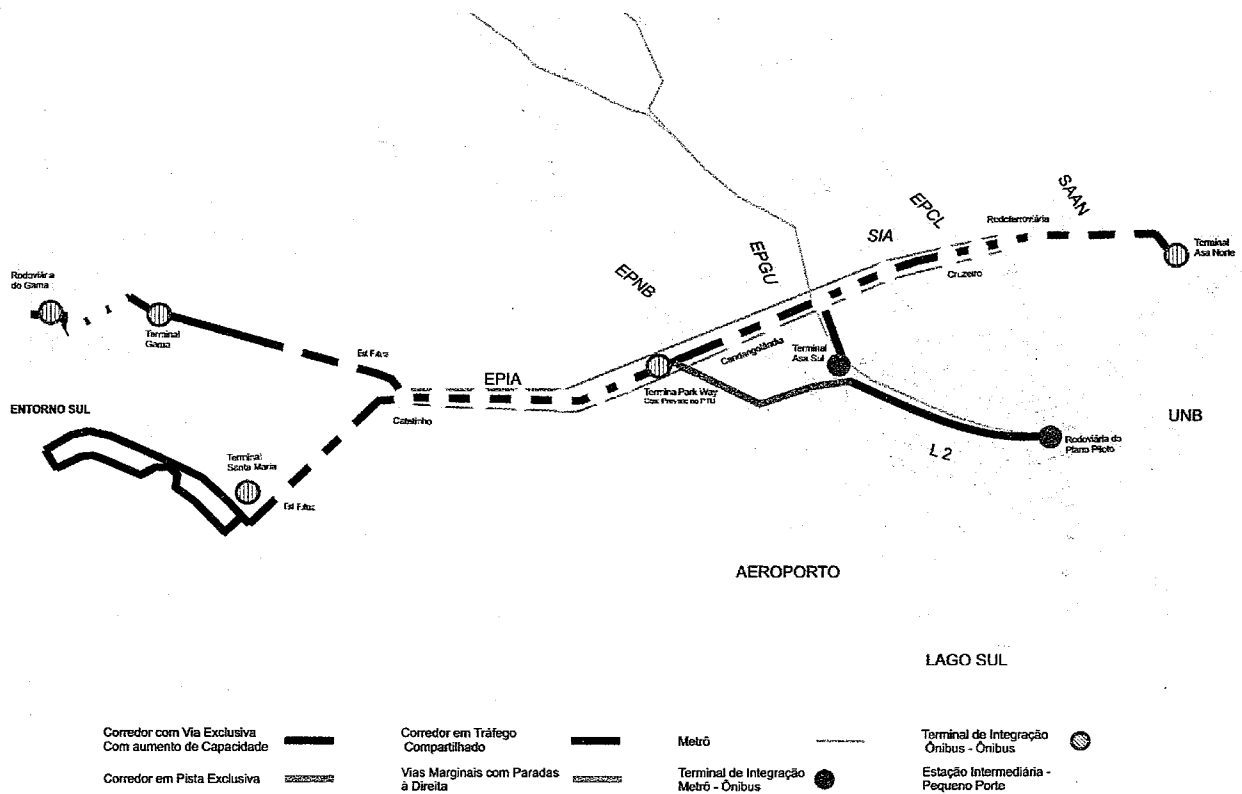 SAAN
EPCL
Rodoferroviária
SIA
EPGU
Terminal
Asa Norte
EPNB
Cruzeiro
Rodoviária
do Gama
Terminal
Gama
Candangolândia
Terminal
Asa Sul
EPIA
Termina Park Way
ENTORNO SUL
Catetinho
UNB
Rodoviária do
Plano Piloto
L 2
Terminal
Santa Maria
AEROPORTO
LAGO SUL
Corredor com Via Exclusiva
Com aumento de Capacidade
Corredor em Tráfego
Compartilhado
Metrô
Terminal de Integração
Ônibus - Ônibus
Corredor em Pista Exclusiva
Vias Marginais com Paradas
à Direita
Terminal de Integração
Metrô - Ônibus
Estação Intermediária -
Pequeno Porte